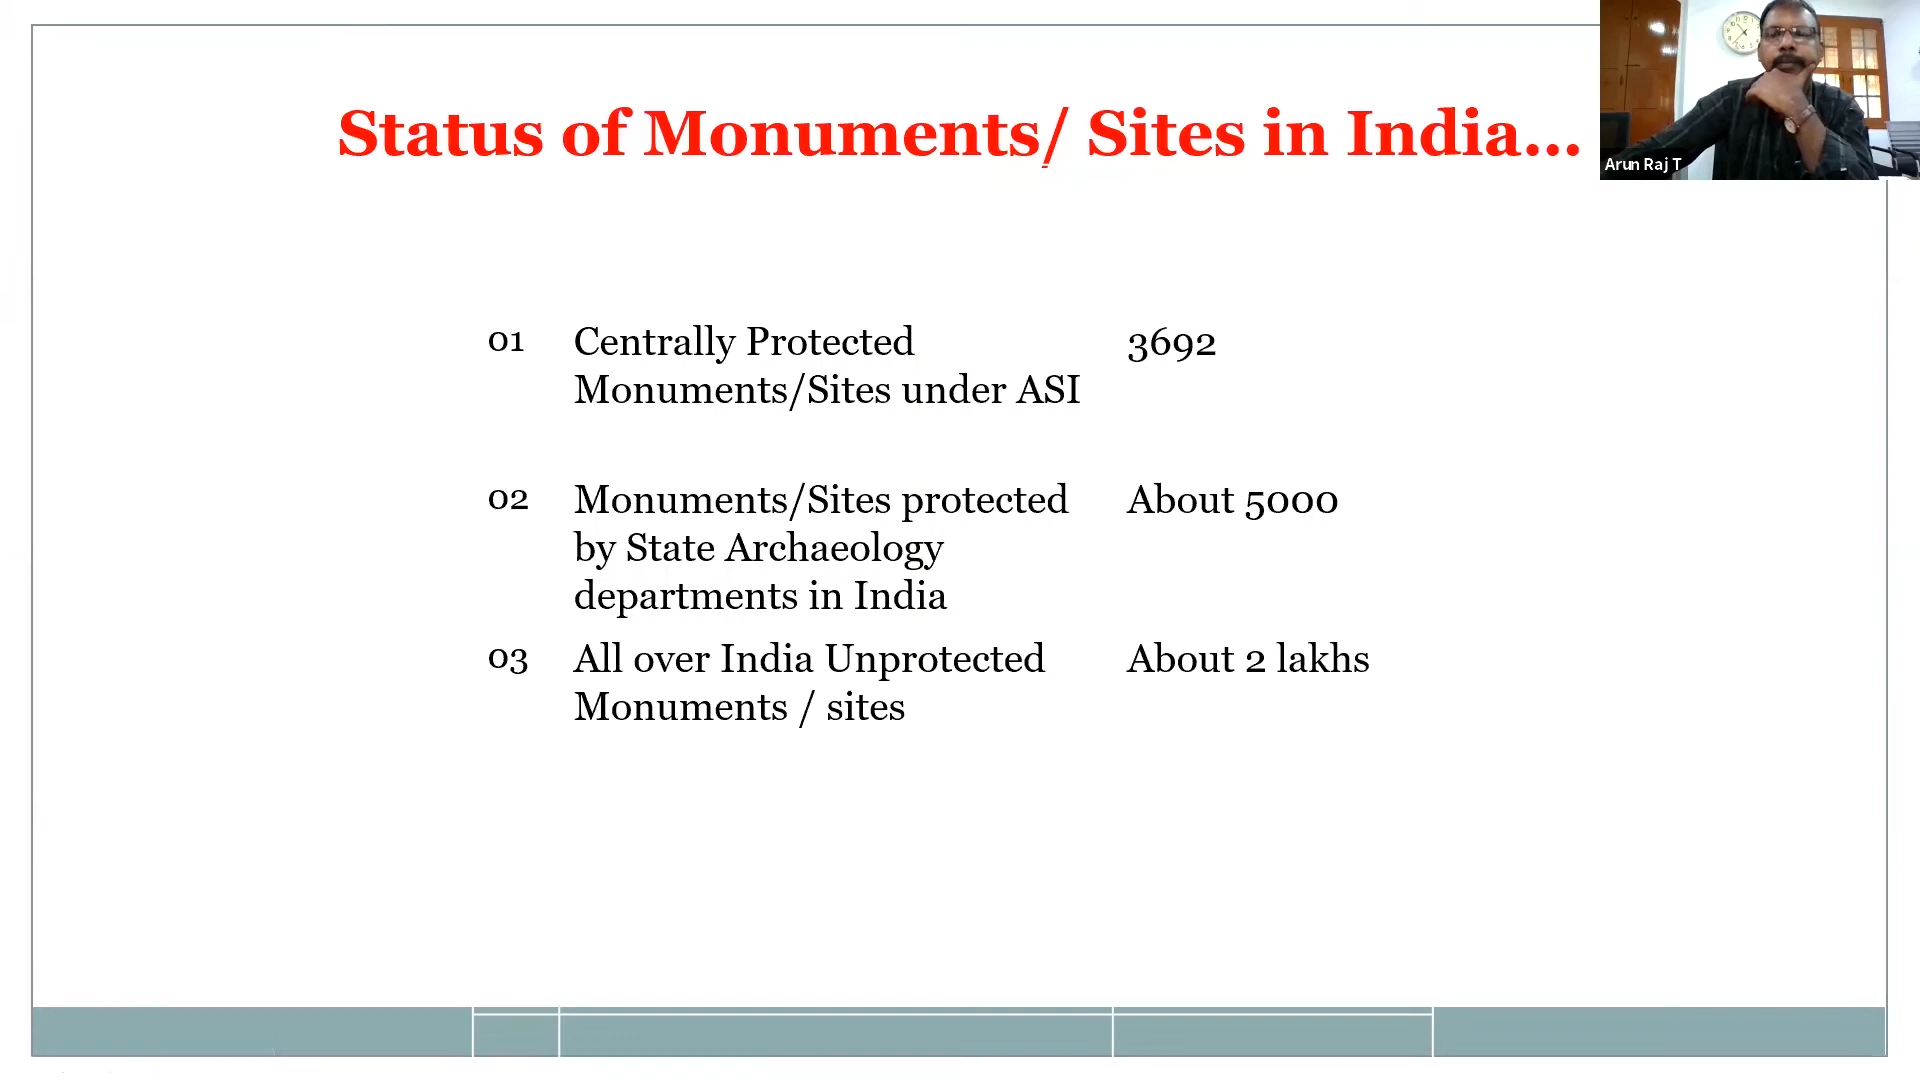 Status of Monuments/ Sites in India...
Arun Raj T
01 Centrally Protected 3692
Monuments/Sites under ASI
02 Monuments/Sites protected About 5000
by State Archaeology
departments in India
03 All over India Unprotected About 2 lakhs
Monuments / sites